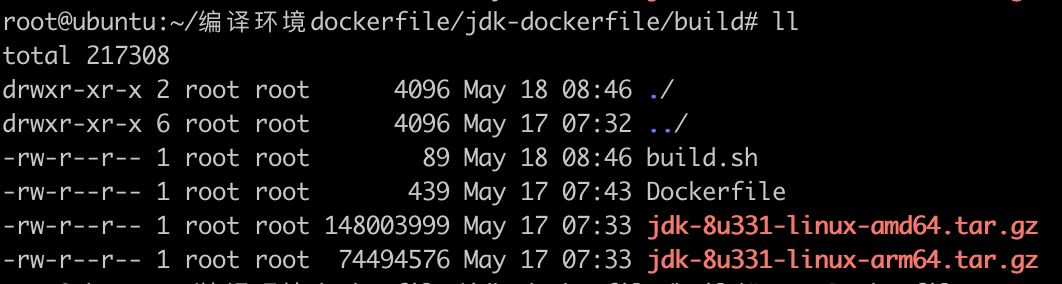 root@ubuntu:~/编译环境dockerfile/jdk-dockerfile/build# ll
total 217308
drwxr-xr-x 2 root root      4096 May 18 08:46 ./
drwxr-xr-x 6 root root      4096 May 17 07:32 ../
-rw-r--r-- 1 root root        89 May 18 08:46 build.sh
-rw-r--r-- 1 root root       439 May 17 07:43 Dockerfile
-rw-r--r-- 1 root root 148003999 May 17 07:33 jdk-8u331-linux-amd64.tar.gz
-rw-r--r-- 1 root root  74494576 May 17 07:33 jdk-8u331-linux-arm64.tar.gz